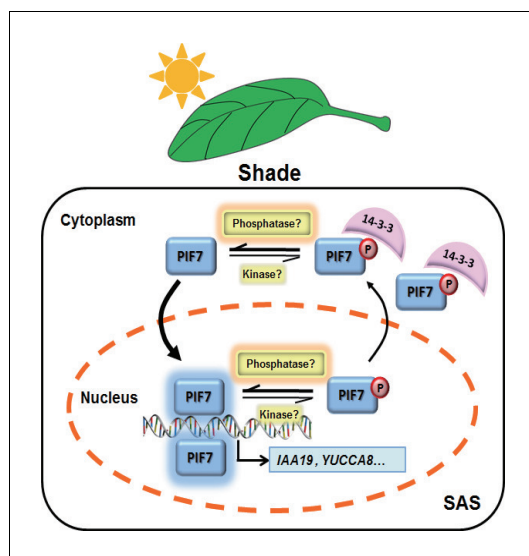 Shade
Cytoplasm
Phosphatase?
14-3-3
PIF7
Kinase?
PIF7
P
14-3-3
PIF7
P
Phosphatase?
Nucleus
PIF7
Kinase?
PIF7
P
PIF7
IAA19, YUCCA8...
SAS